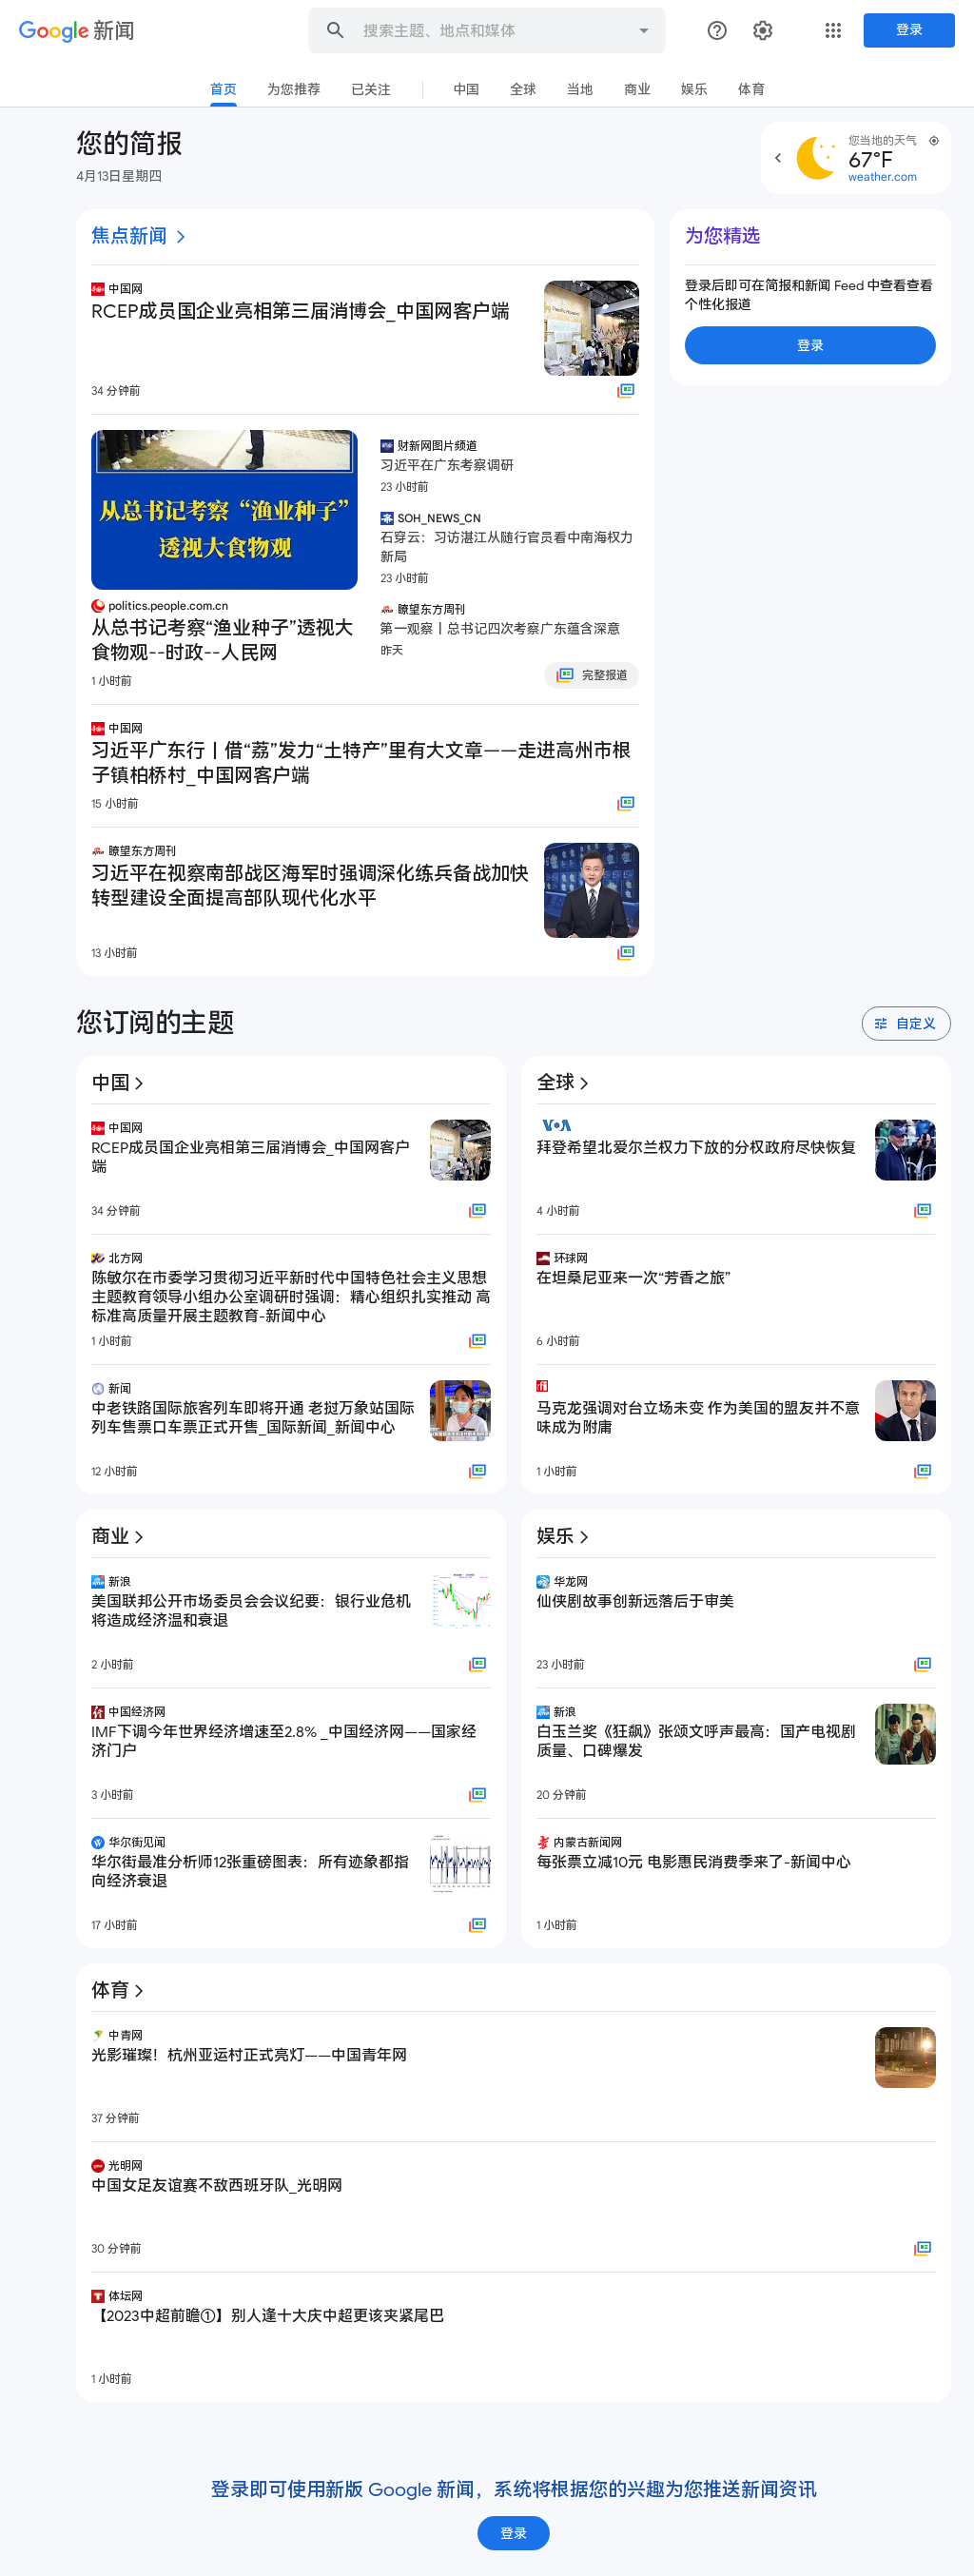 Google 新闻
搜索主题、地点和媒体
登录
首页 为您推荐 已关注 中国 全球 当地 商业 娱乐 体育
您的简报
4月13日星期四
您当地的天气
67°F
weather.com
焦点新闻
中国网
RCEP成员国企业亮相第三届消博会_中国网客户端
34 分钟前
从总书记考察“渔业种子”
透视大食物观
politics.people.com.cn
从总书记考察“渔业种子”透视大
食物观--时政--人民网
1 小时前
财新网图片频道
习近平在广东考察调研
23 小时前
SOH_NEWS_CN
石穿云：习访湛江从随行官员看中南海权力
新局
23 小时前
瞭望东方周刊
第一观察丨总书记四次考察广东蕴含深意
昨天
完整报道
中国网
习近平广东行丨借“荔”发力“土特产”里有大文章——走进高州市根
子镇柏桥村_中国网客户端
15 小时前
瞭望东方周刊
习近平在视察南部战区海军时强调深化练兵备战加快
转型建设全面提高部队现代化水平
13 小时前
为您精选
登录后即可在简报和新闻 Feed 中查看查看
个性化报道
登录
您订阅的主题
自定义
中国
中国网
RCEP成员国企业亮相第三届消博会_中国网客户
端
34 分钟前
北方网
陈敏尔在市委学习贯彻习近平新时代中国特色社会主义思想
主题教育领导小组办公室调研时强调：精心组织扎实推动 高
标准高质量开展主题教育-新闻中心
1 小时前
新闻
中老铁路国际旅客列车即将开通 老挝万象站国际
列车售票口车票正式开售_国际新闻_新闻中心
12 小时前
全球
VOA
拜登希望北爱尔兰权力下放的分权政府尽快恢复
4 小时前
环球网
在坦桑尼亚来一次“芳香之旅”
6 小时前
rfi
马克龙强调对台立场未变 作为美国的盟友并不意
味成为附庸
1 小时前
商业
新浪
美国联邦公开市场委员会会议纪要：银行业危机
将造成经济温和衰退
2 小时前
中国经济网
IMF下调今年世界经济增速至2.8% _中国经济网——国家经
济门户
3 小时前
华尔街见闻
华尔街最准分析师12张重磅图表：所有迹象都指
向经济衰退
17 小时前
娱乐
华龙网
仙侠剧故事创新远落后于审美
23 小时前
新浪
白玉兰奖《狂飙》张颂文呼声最高：国产电视剧
质量、口碑爆发
20 分钟前
内蒙古新闻网
每张票立减10元 电影惠民消费季来了-新闻中心
1 小时前
体育
中青网
光影璀璨！杭州亚运村正式亮灯——中国青年网
37 分钟前
光明网
中国女足友谊赛不敌西班牙队_光明网
30 分钟前
体坛网
【2023中超前瞻①】别人逢十大庆中超更该夹紧尾巴
1 小时前
登录即可使用新版 Google 新闻，系统将根据您的兴趣为您推送新闻资讯
登录